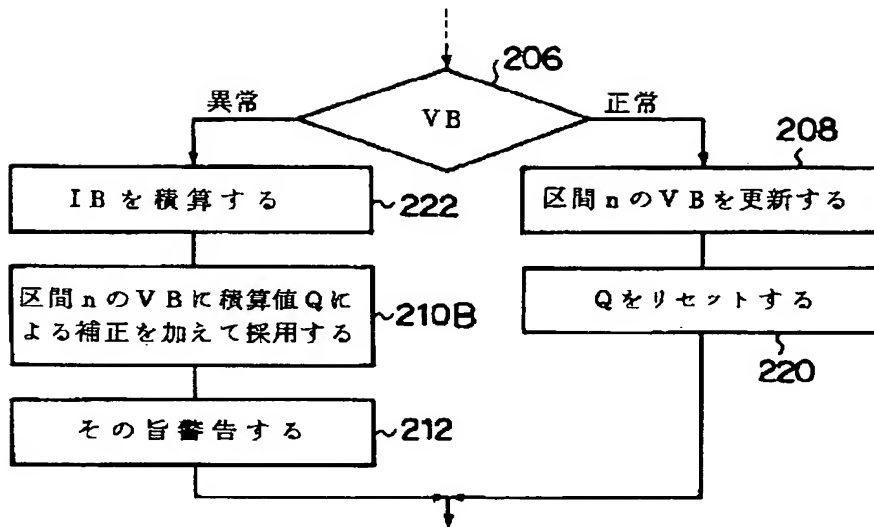 206
VB
異常
正常
IBを積算する
222
区間nのVBに積算値Qに
よる補正を加えて採用する
210B
その旨警告する
212
208
区間nのVBを更新する
Qをリセットする
220